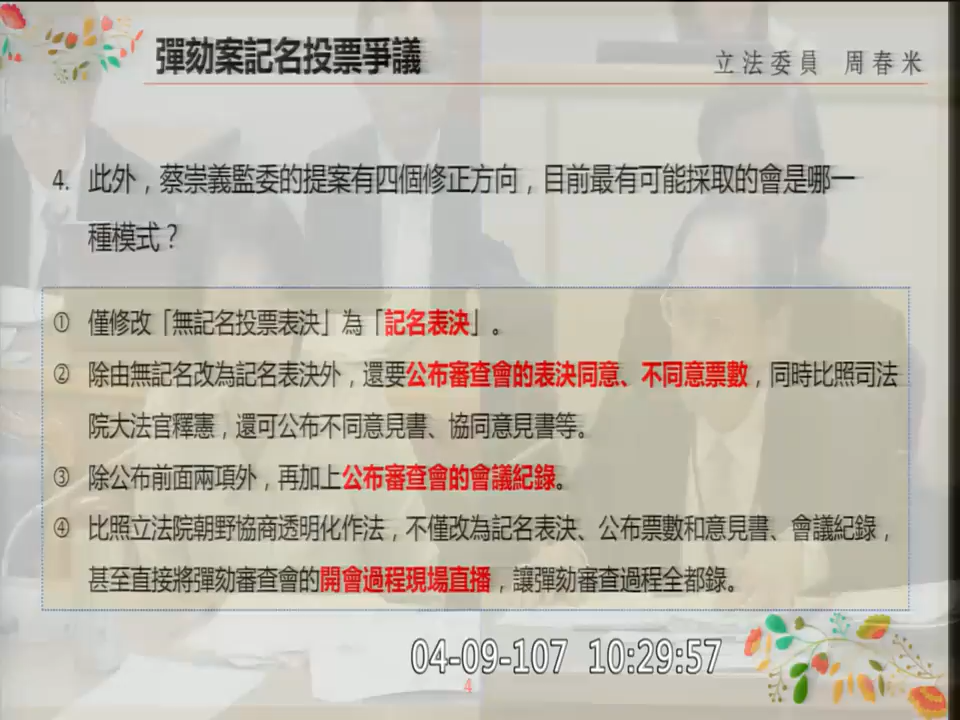 彈劾案記名投票爭議
立法委員 周春米
4. 此外，蔡崇義監委的提案有四個修正方向，目前最有可能採取的會是哪一
種模式？
① 僅修改「無記名投票表決」為「記名表決」。
② 除由無記名改為記名表決外，還要公布審查會的表決同意、不同意票數，同時比照司法
院大法官釋憲，還可公布不同意見書、協同意見書等。
③ 除公布前面兩項外，再加上公布審查會的會議紀錄。
④ 比照立法院朝野協商透明化作法，不僅改為記名表決、公布票數和意見書、會議紀錄，
甚至直接將彈劾審查會的開會過程現場直播，讓彈劾審查過程全都錄。
04-09-107 10:29:57
4